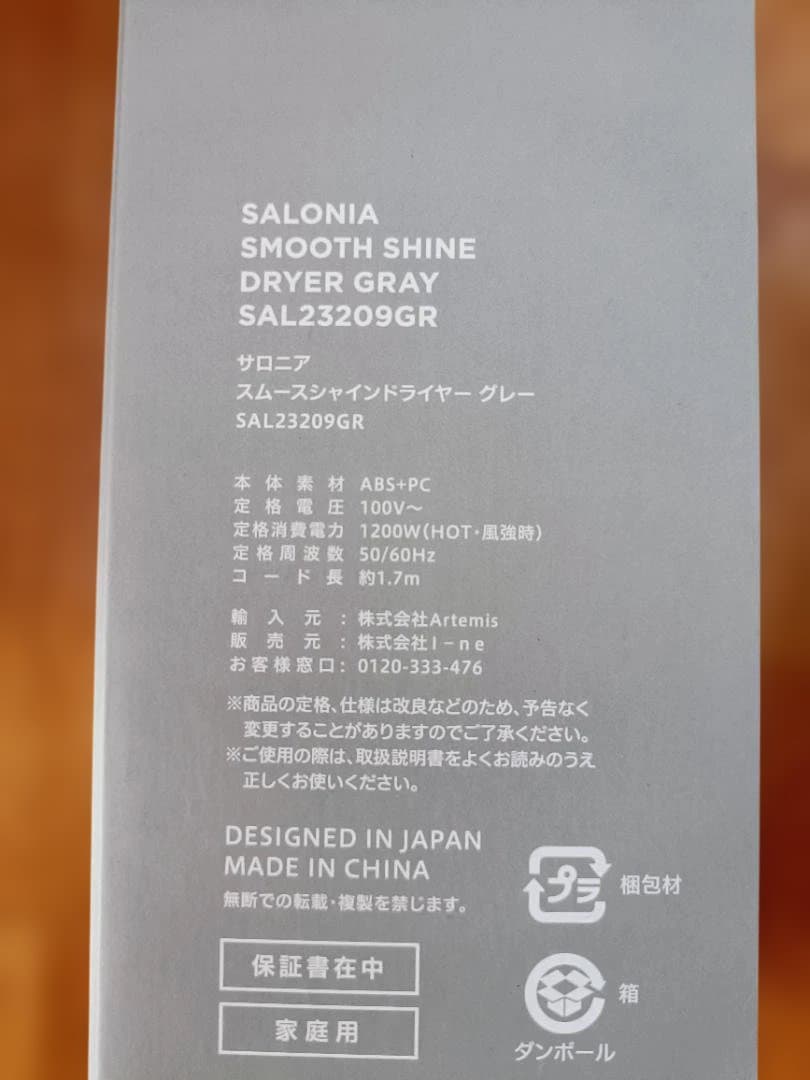 SALONIA
SMOOTH SHINE
DRYER GRAY
SAL23209GR
サロニア
スムースシャインドライヤー グレー
SAL23209GR
本体素材 ABS+PC
定格電圧 100V～
定格消費電力 1200W(HOT・風強時)
定格周波数 50/60Hz
コード長 約1.7m
輸入元：株式会社Artemis
販売元：株式会社I-ne
お客様窓口：0120-333-476
※商品の定格、仕様は改良などのため、予告なく
変更することがありますのでご了承ください。
※ご使用の際は、取扱説明書をよくお読みのうえ
正しくお使いください。
DESIGNED IN JAPAN
MADE IN CHINA
無断での転載・複製を禁じます。
プラ 梱包材
保証書在中
箱
家庭用
ダンボール